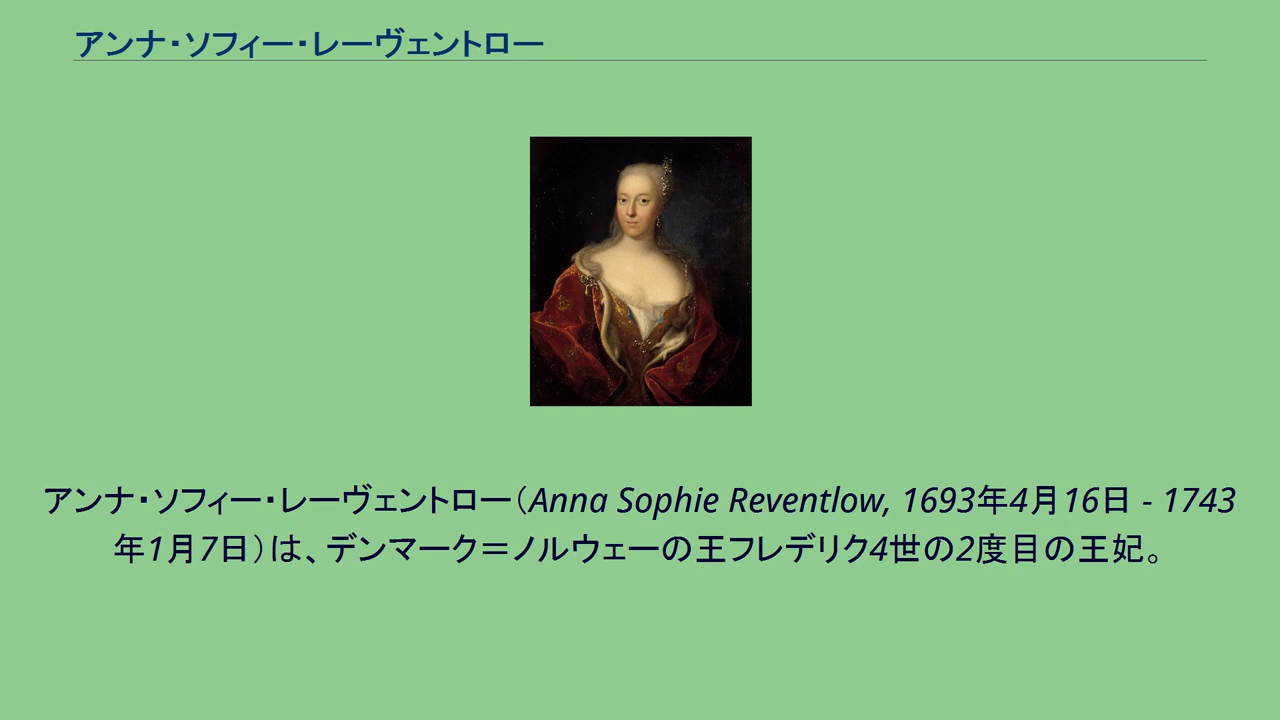 アンナ・ソフィー・レーヴェントロー
アンナ・ソフィー・レーヴェントロー（Anna Sophie Reventlow, 1693年4月16日 - 1743
年1月7日）は、デンマーク＝ノルウェーの王フレデリク4世の2度目の王妃。